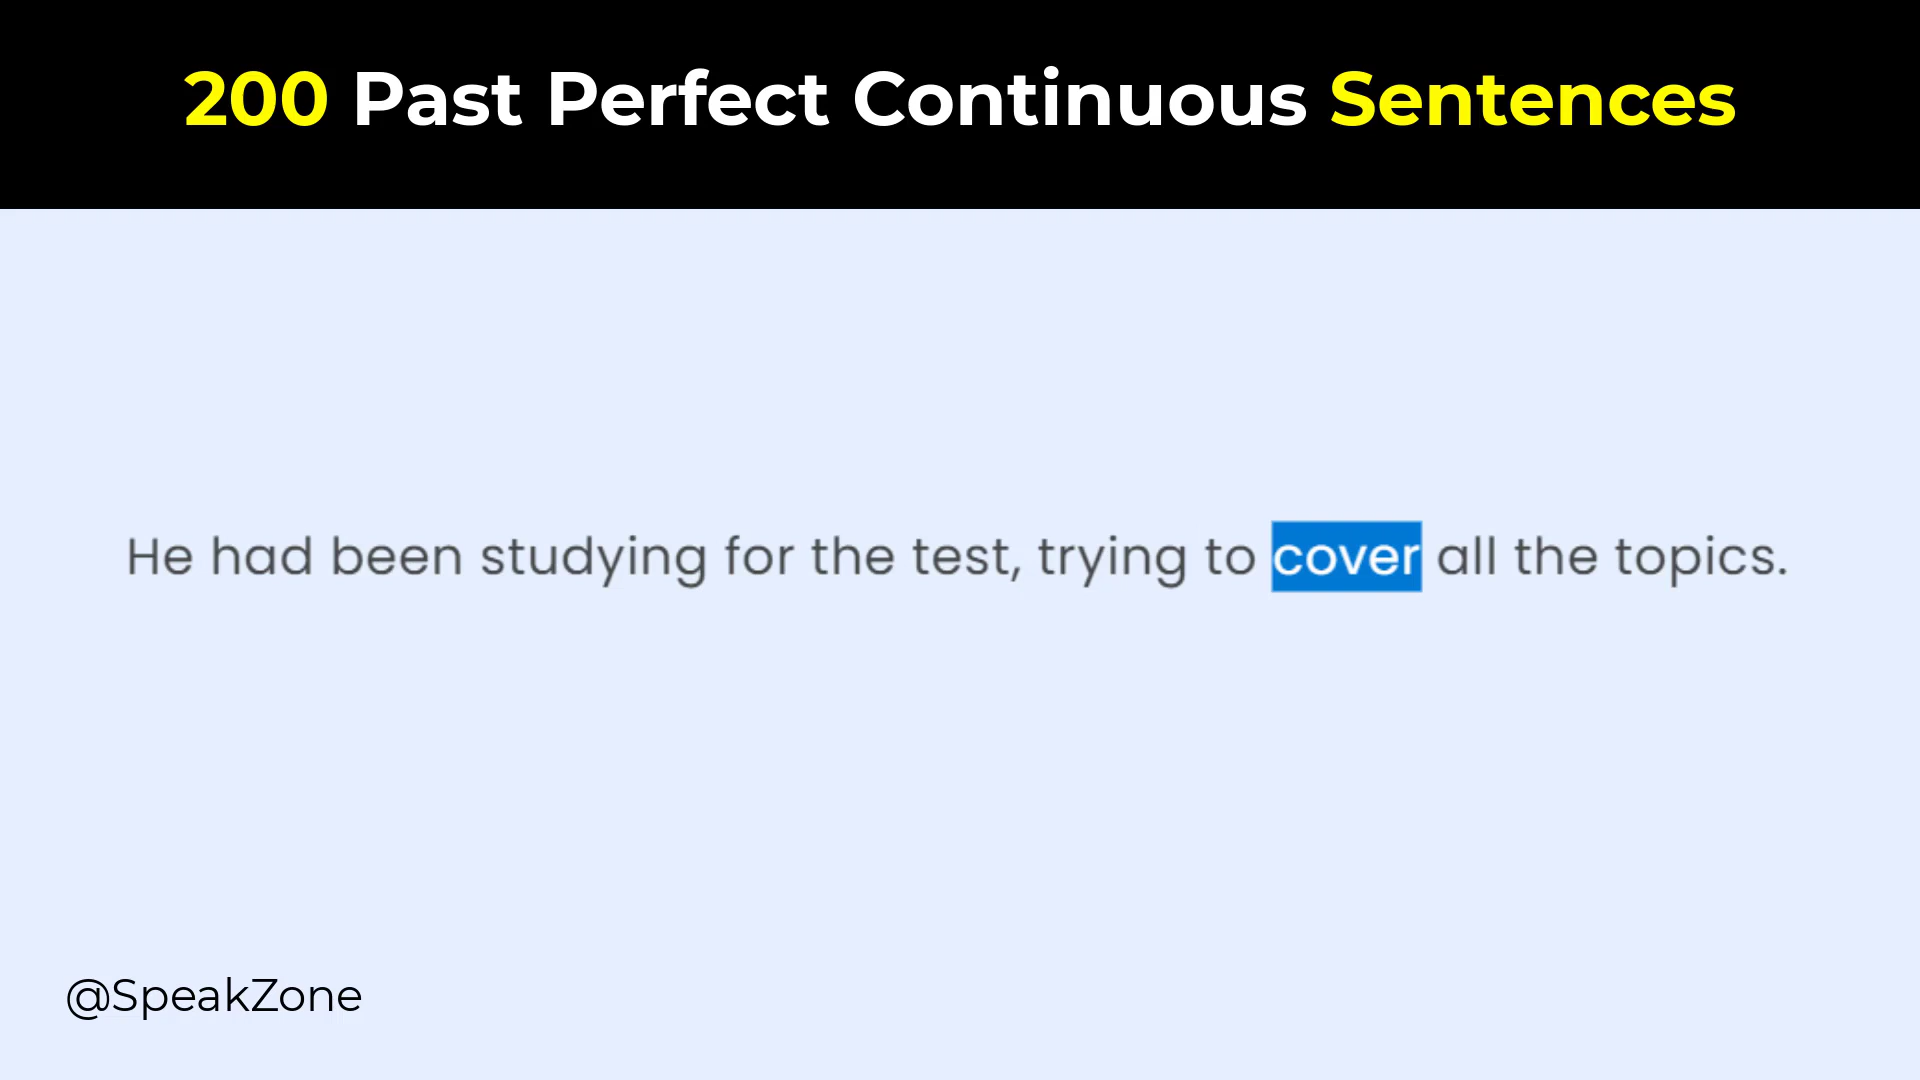 200 Past Perfect Continuous Sentences
He had been studying for the test, trying to cover all the topics.
@SpeakZone